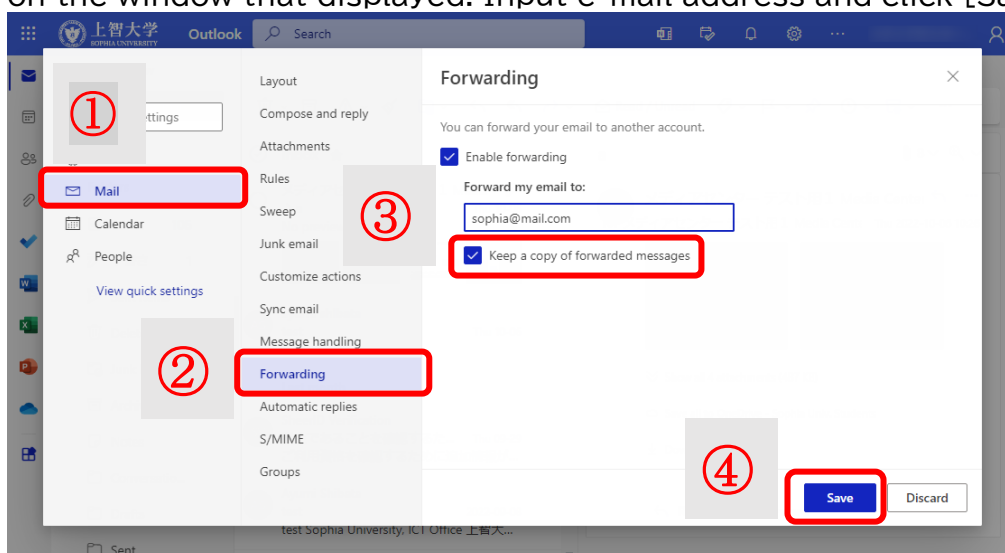 on the window that displayed. Input e-mail address and click [Sa
上智大学
SOPHIA UNIVERSITY
Outlook
Search
①
ttings
Mail
Calendar
People
View quick settings
②
Layout
Compose and reply
Attachments
Rules
Sweep
Junk email
Customize actions
Sync email
Message handling
Forwarding
Automatic replies
S/MIME
Groups
③
Forwarding
You can forward your email to another account.
Enable forwarding
Forward my email to:
sophia@mail.com
Keep a copy of forwarded messages
④
Save
Discard
test Sophia University, ICT Office 上智大...
Sent